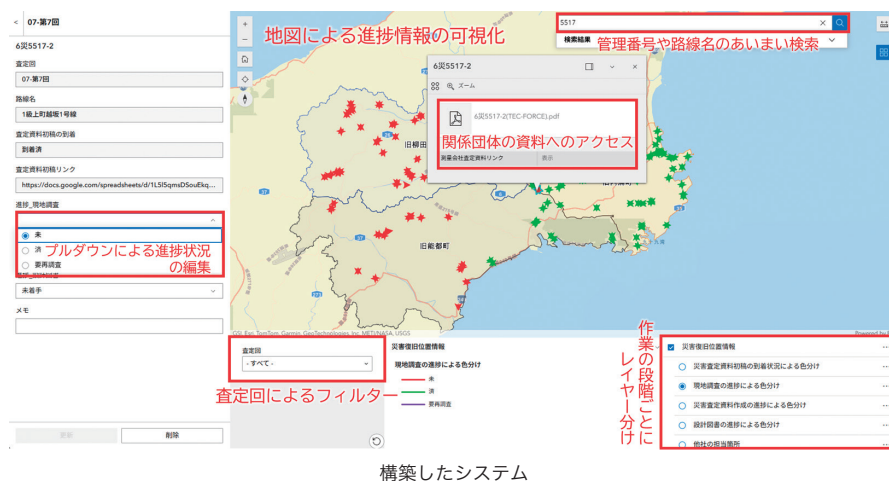 < 07-第7回
6災5517-2
査定回
07-第7回
路線名
1級上町越坂1号線
査定資料初稿の到着
到着済
査定資料初稿リンク
https://docs.google.com/spreadsheets/d/1L5I5qmsDSouEkq...
進捗_現地調査
未
済
要再調査
プルダウンによる進捗状況
の編集
未着手
メモ
更新
削除
地図による進捗情報の可視化
5517
検索結果
管理番号や路線名のあいまい検索
6災5517-2
ズーム
6災5517-2(TEC-FORCE).pdf
関係団体の資料へのアクセス
測量会社査定資料リンク
表示
旧柳田
旧能都町
GSI, Esri, TomTom, Garmin, GeoTechnologies, Inc, METI/NASA, USGS
Powered by
査定回
- すべて -
査定回によるフィルター
災害復旧位置情報
現地調査の進捗による色分け
未
済
要再調査
作業の段階ごとに
レイヤー分け
災害復旧位置情報
災害査定資料初稿の到着状況による色分け
現地調査の進捗による色分け
災害査定資料作成の進捗による色分け
設計図書の進捗による色分け
他社の担当箇所
構築したシステム